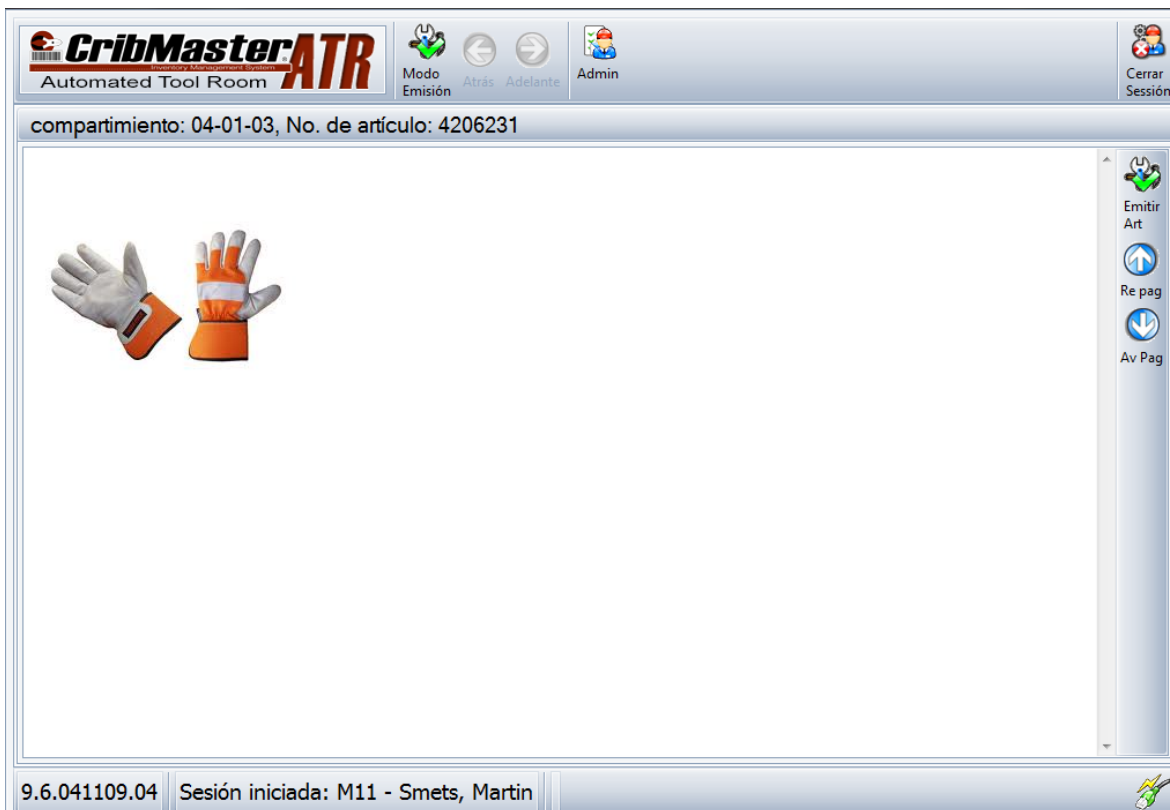 CribMaster ATR
Inventory Management System
Automated Tool Room
Modo
Emisión
Atrás
Adelante
Admin
Cerrar
Sessión
compartimiento: 04-01-03, No. de artículo: 4206231
Emitir
Art
Re pag
Av Pag
9.6.041109.04
Sesión iniciada: M11 - Smets, Martin